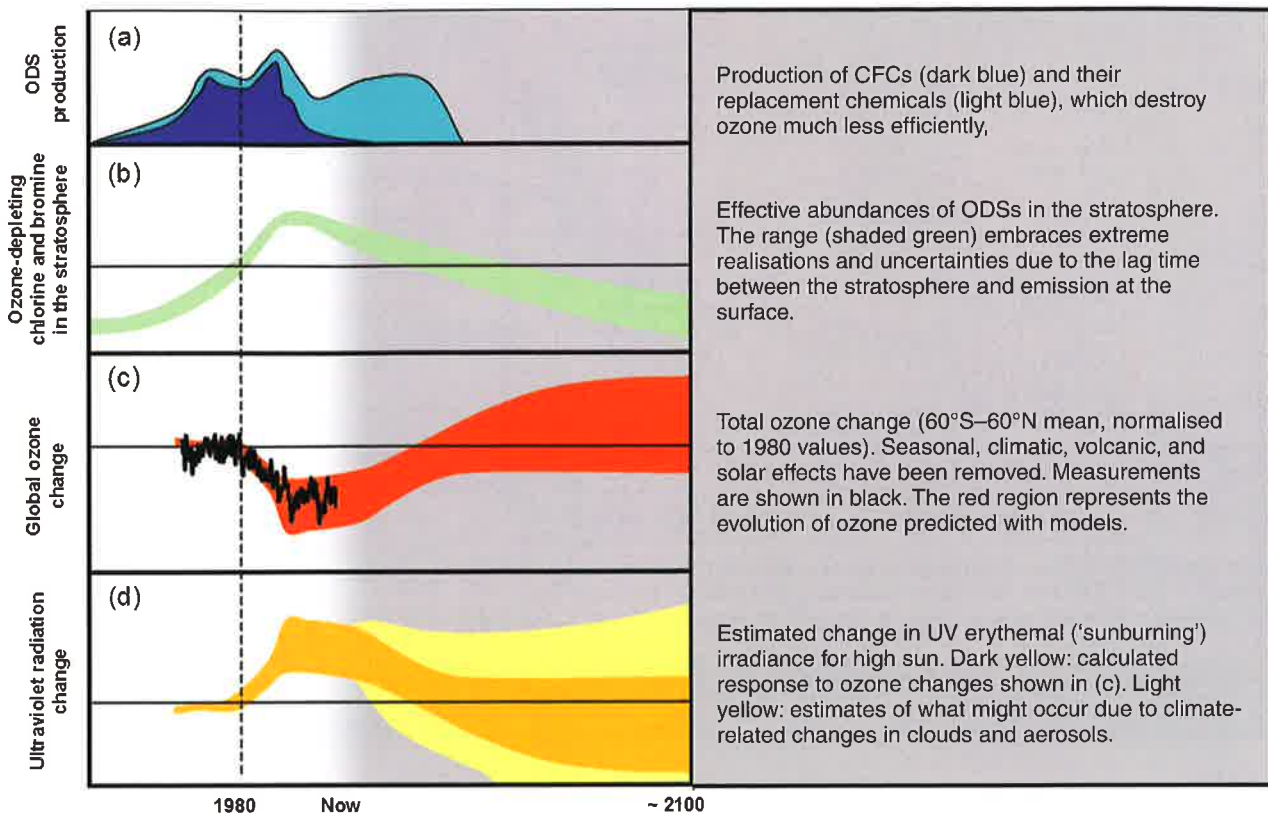 ODS
production
(a)
Production of CFCs (dark blue) and their
replacement chemicals (light blue), which destroy
ozone much less efficiently,
Ozone-depleting
chlorine and bromine
in the stratosphere
(b)
Effective abundances of ODSs in the stratosphere.
The range (shaded green) embraces extreme
realisations and uncertainties due to the lag time
between the stratosphere and emission at the
surface.
Global ozone
change
(c)
Total ozone change (60°S–60°N mean, normalised
to 1980 values). Seasonal, climatic, volcanic, and
solar effects have been removed. Measurements
are shown in black. The red region represents the
evolution of ozone predicted with models.
Ultraviolet radiation
change
(d)
Estimated change in UV erythemal (‘sunburning’)
irradiance for high sun. Dark yellow: calculated
response to ozone changes shown in (c). Light
yellow: estimates of what might occur due to climate-
related changes in clouds and aerosols.
1980
Now
~ 2100